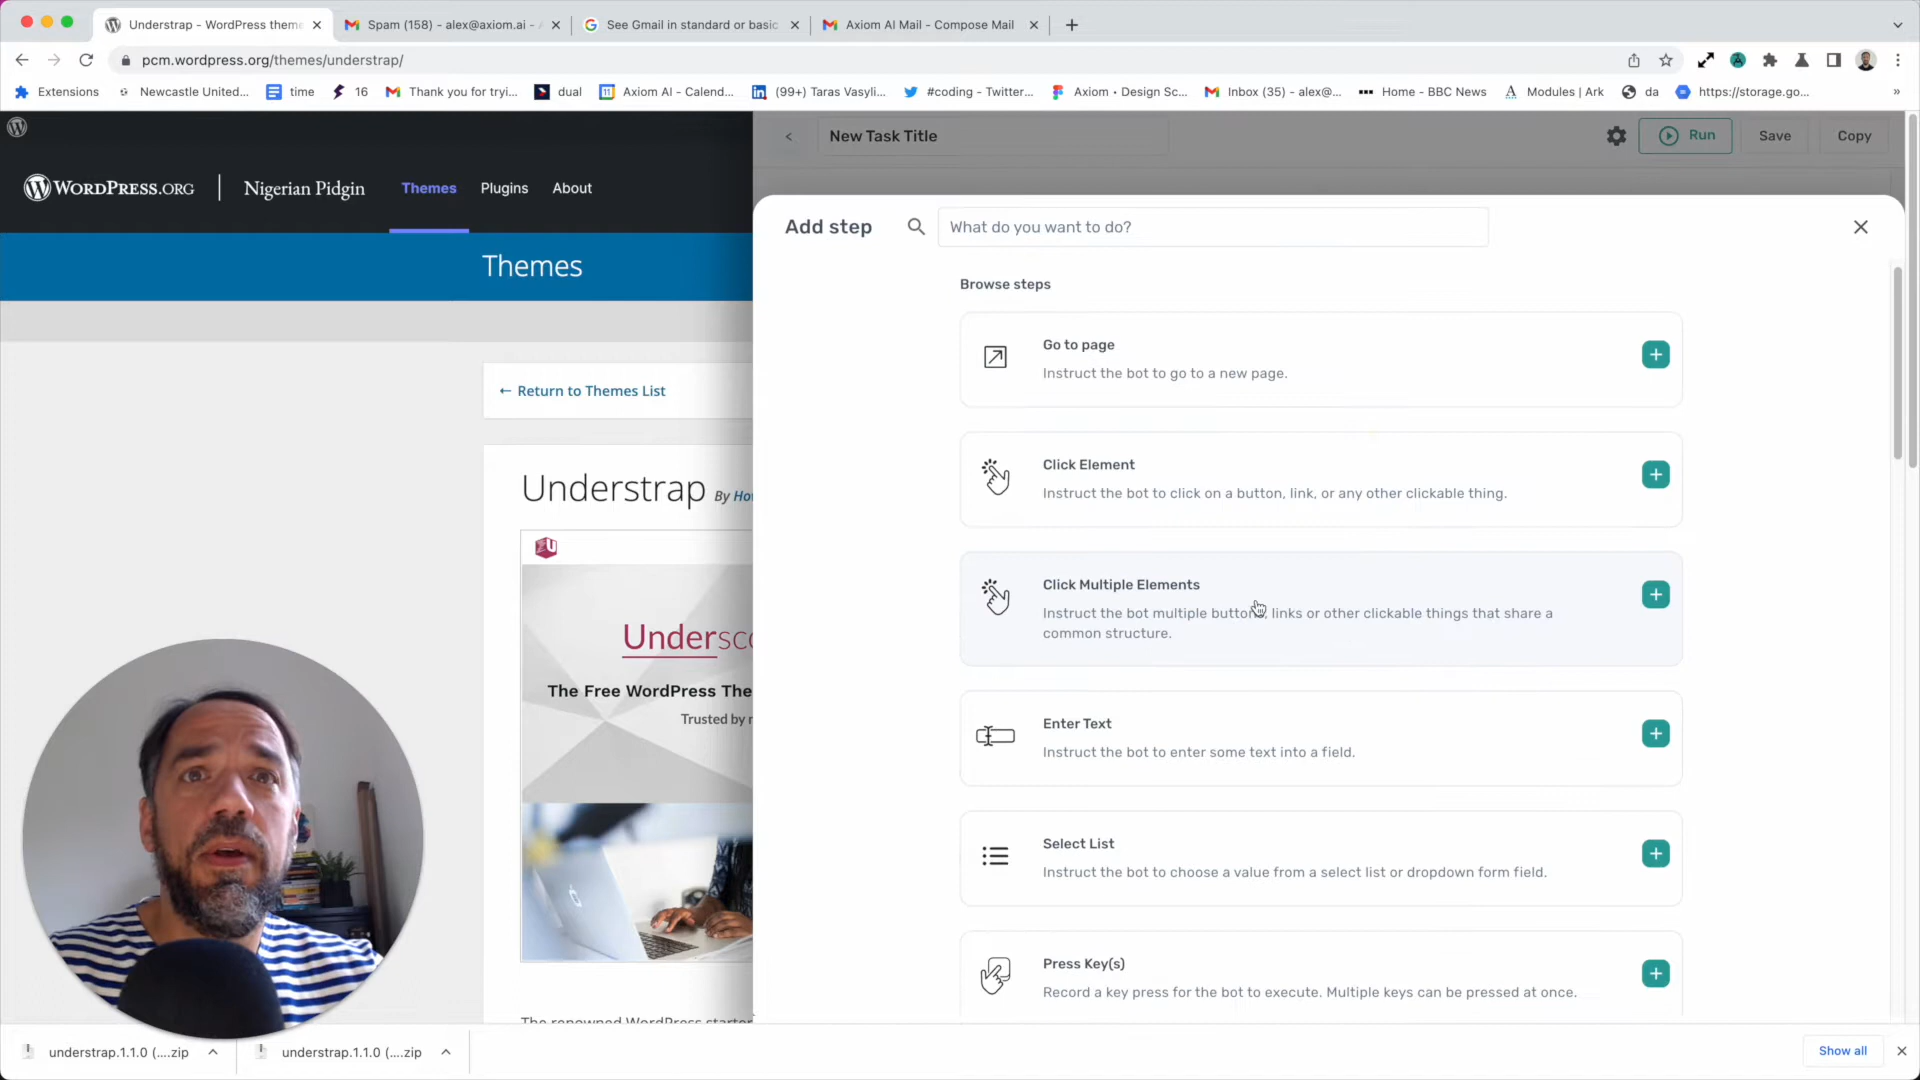 Understrap - WordPress theme
Spam (158) - alex@axiom.ai - A
See Gmail in standard or basic
Axiom AI Mail - Compose Mail
pcm.wordpress.org/themes/understrap/
Extensions
Newcastle United...
time
16
Thank you for tryi...
dual
Axiom AI - Calend...
(99+) Taras Vasyli...
#coding - Twitter...
Axiom • Design Sc...
Inbox (35) - alex@...
Home - BBC News
Modules | Ark
da
https://storage.go...
»
New Task Title
Run
Save
Copy
WORDPRESS.ORG
Nigerian Pidgin
Themes
Plugins
About
Add step
What do you want to do?
Themes
Browse steps
Go to page
Instruct the bot to go to a new page.
← Return to Themes List
Click Element
Instruct the bot to click on a button, link, or any other clickable thing.
Understrap By Ho
Click Multiple Elements
Instruct the bot multiple buttons, links or other clickable things that share a
common structure.
Undersc
The Free WordPress The
Trusted by
Enter Text
Instruct the bot to enter some text into a field.
Select List
Instruct the bot to choose a value from a select list or dropdown form field.
Press Key(s)
Record a key press for the bot to execute. Multiple keys can be pressed at once.
The renowned WordPress starter
understrap.1.1.0 (....zip
understrap.1.1.0 (....zip
Show all